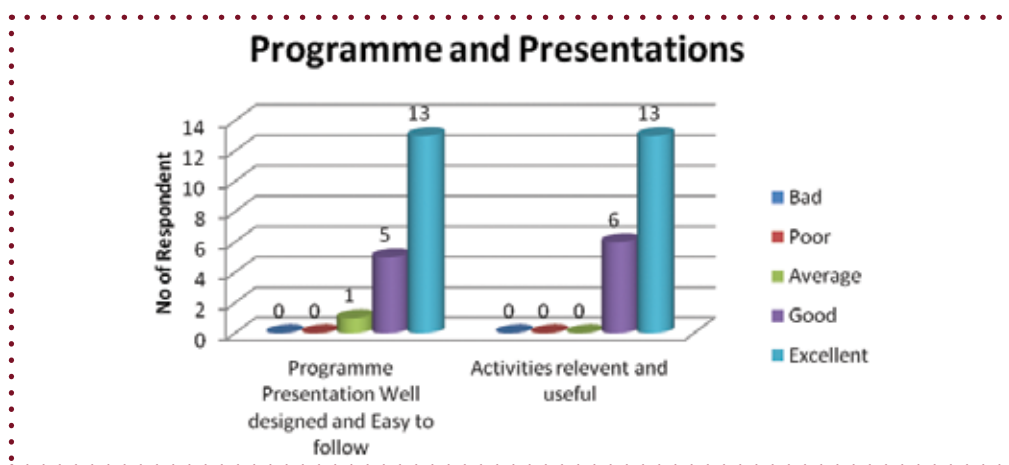 Programme and Presentations
No of Respondent
14
12
10
8
6
4
2
0
0
0
1
5
13
0
0
0
6
13
Programme
Presentation Well
designed and Easy to
follow
Activities relevent and
useful
Bad
Poor
Average
Good
Excellent